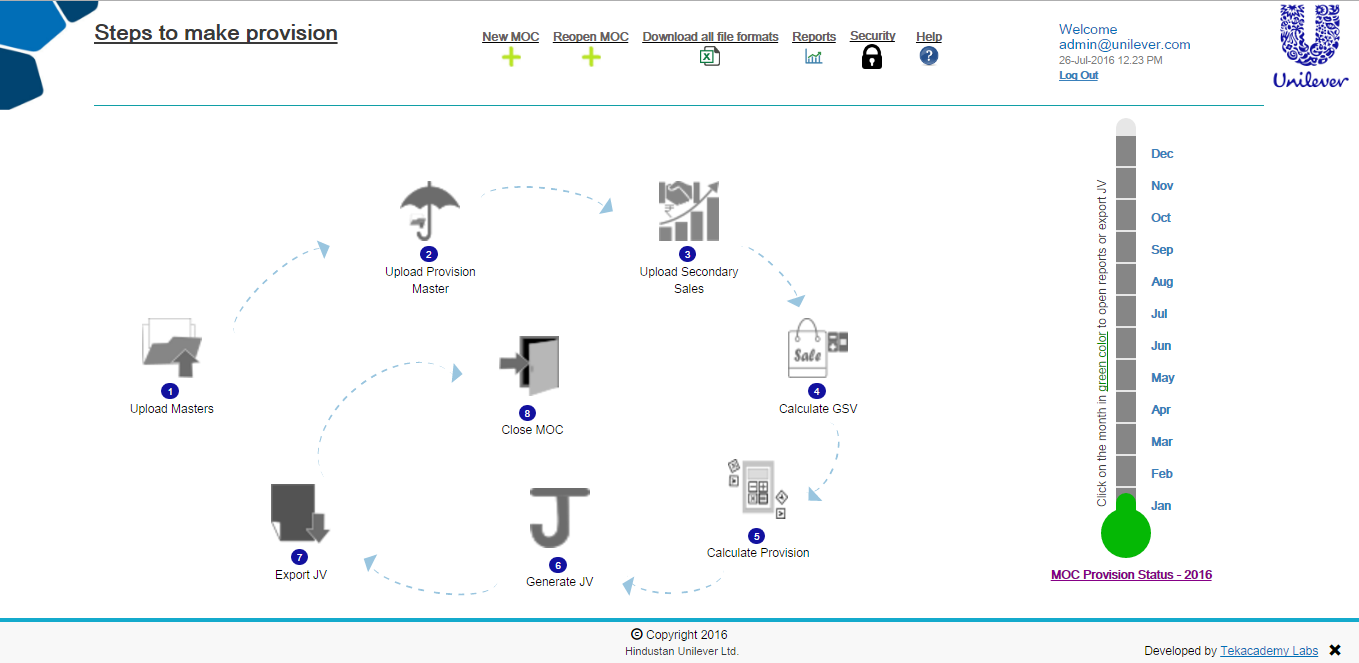 Steps to make provision
New MOC
Reopen MOC
Download all file formats
Reports
Security
Help
Welcome
admin@unilever.com
26-Jul-2016 12.23 PM
Log Out
Unilever
2
Upload Provision
Master
3
Upload Secondary
Sales
1
Upload Masters
Sale
4
Calculate GSV
8
Close MOC
5
Calculate Provision
7
Export JV
J
6
Generate JV
Click on the month in green color to open reports or export JV
Dec
Nov
Oct
Sep
Aug
Jul
Jun
May
Apr
Mar
Feb
Jan
MOC Provision Status - 2016
© Copyright 2016
Hindustan Unilever Ltd.
Developed by Tekacademy Labs